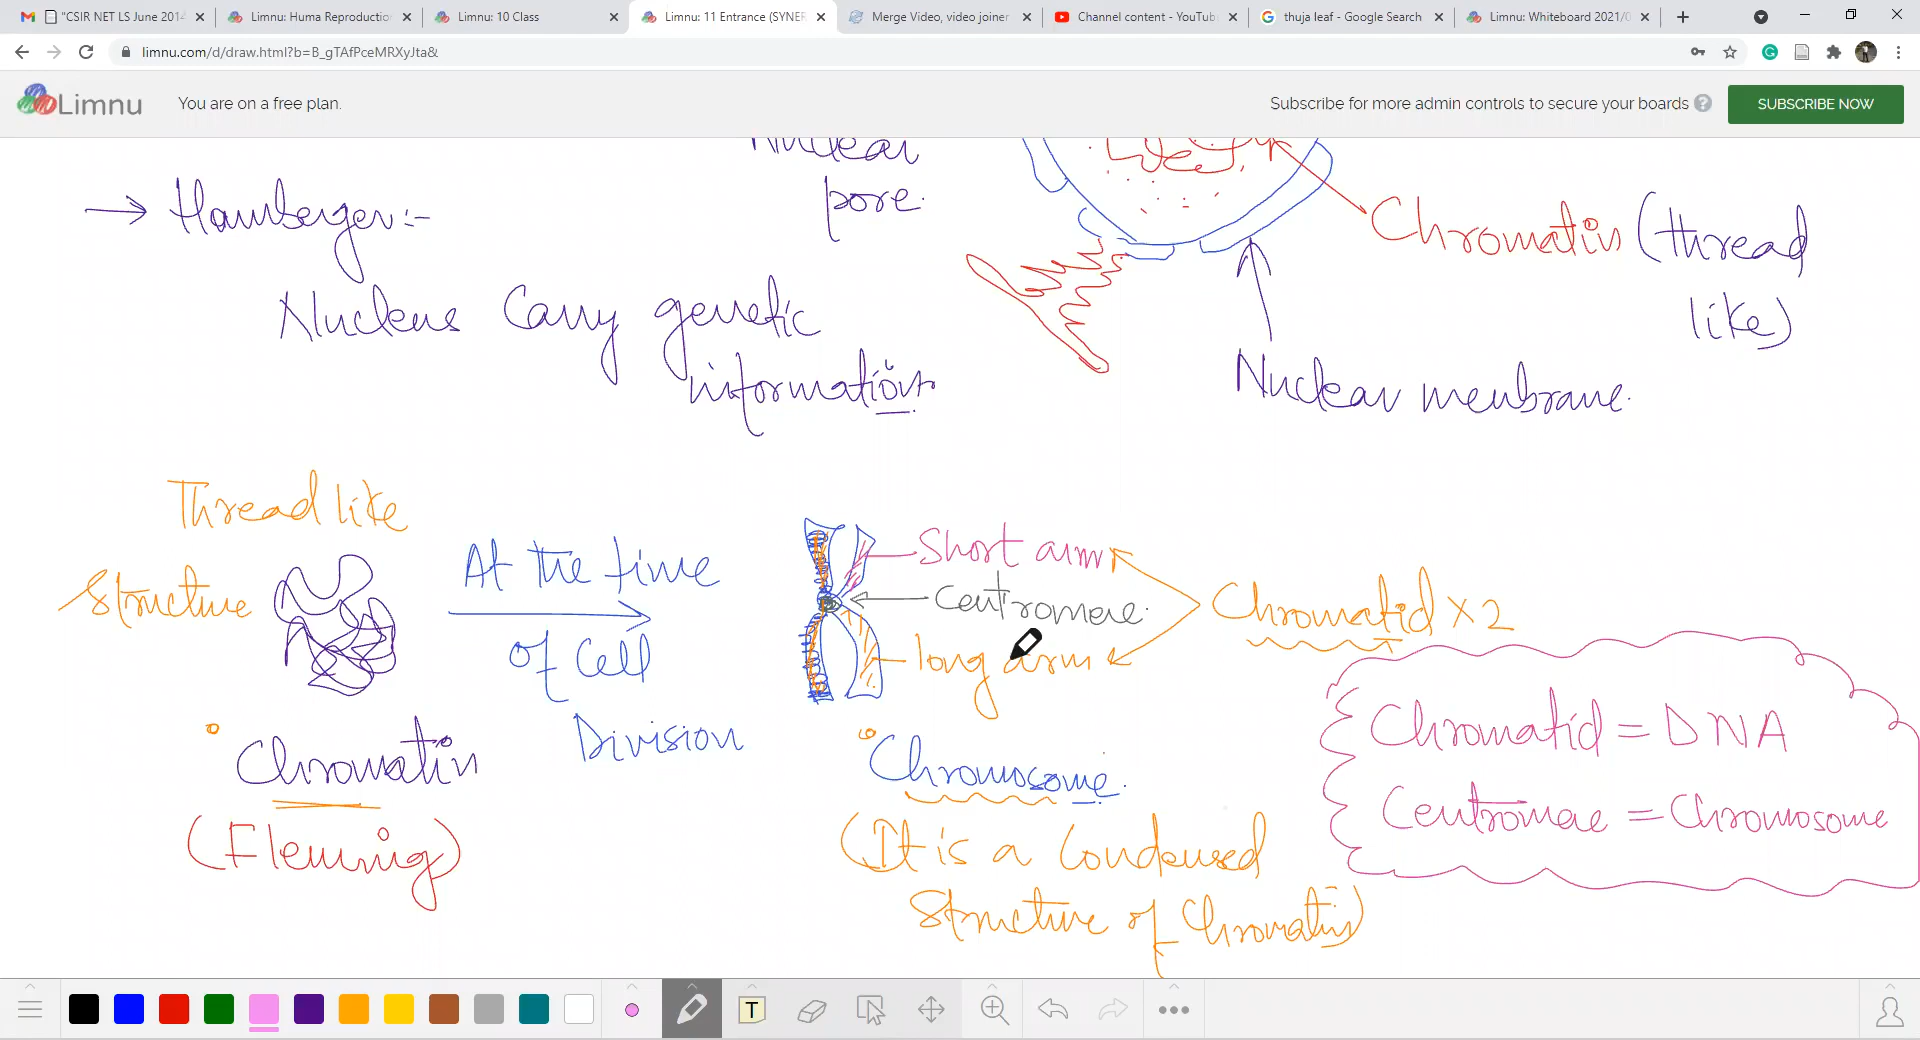 "CSIR NET LS June 2014
Limnu: Huma Reproductio
Limnu: 10 Class
Limnu: 11 Entrance (SYNER
Merge Video, video joiner
Channel content - YouTub
thuja leaf - Google Search
Limnu: Whiteboard 2021/0
limnu.com/d/draw.html?b=B_gTAfPceMRXyJta&
Limnu
You are on a free plan.
Subscribe for more admin controls to secure your boards
SUBSCRIBE NOW
Nuclear
pore.
→ Hamberger:-
Chromatin (thread
like)
Nucleus Carry genetic
information.
Nuclear membrane.
Thread like
Structure
At the time
of Cell
Division
Short arm
Centromere.
long arm
Chromatid x 2
Chromatin
(Flemming)
Chromosome.
(It is a Condensed
Structure of Chromatin)
Chromatid = DNA
Centromere = Chromosome
T